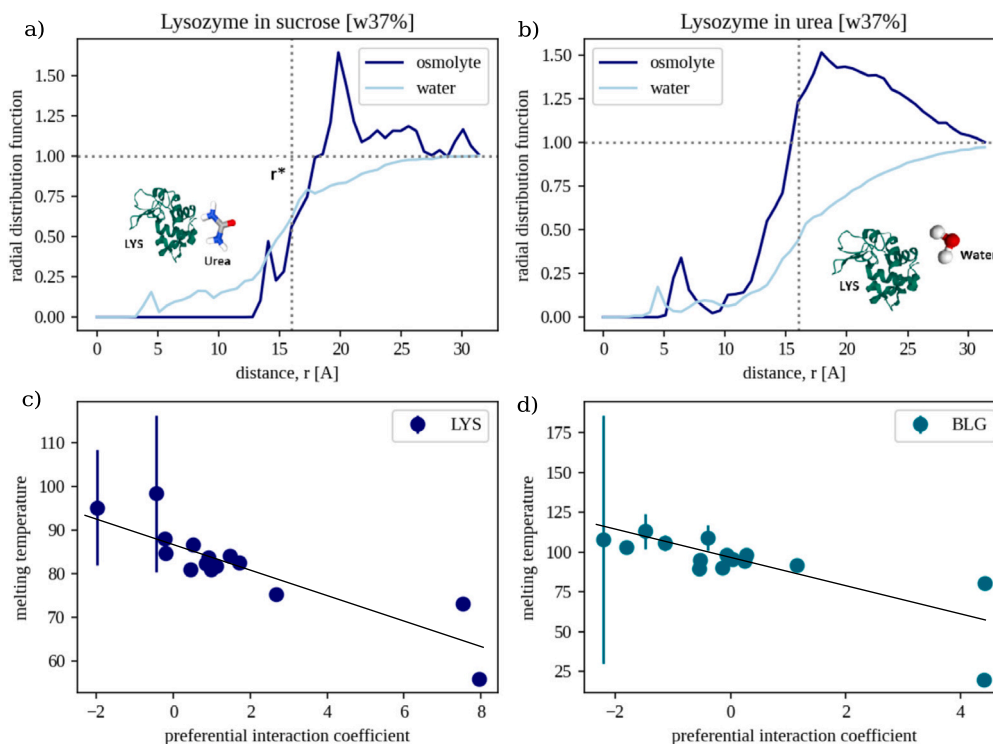 a)
Lysozyme in sucrose [w37%]
radial distribution function
1.50
1.25
1.00
0.75
0.50
0.25
0.00
osmolyte
water
r*
LYS
Urea
0 5 10 15 20 25 30
distance, r [A]
b)
Lysozyme in urea [w37%]
radial distribution function
1.50
1.25
1.00
0.75
0.50
0.25
0.00
osmolyte
water
LYS
Water
0 5 10 15 20 25 30
distance, r [A]
c)
melting temperature
110
100
90
80
70
60
LYS
−2 0 2 4 6 8
preferential interaction coefficient
d)
melting temperature
175
150
125
100
75
50
25
BLG
−2 0 2 4
preferential interaction coefficient